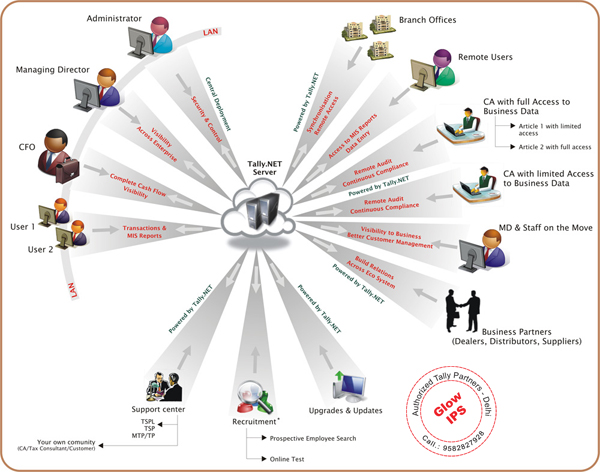 Administrator
LAN
Managing Director
CFO
User 1
User 2
LAN
Central Deployment
Security & Control
Visibility
Across Enterprise
Complete Cash Flow
Visibility
Transactions &
MIS Reports
Tally.NET
Server
Branch Offices
Powered by Tally.NET
Synchronisation
Remote Access
Remote Users
Access to MIS Reports
Data Entry
CA with full Access to
Business Data
Article 1 with limited
access
Article 2 with full access
Remote Audit
Continuous Compliance
Powered by Tally.NET
CA with limited Access
to Business Data
Remote Audit
Continuous Compliance
MD & Staff on the Move
Visibility to Business
Better Customer Management
Build Relations
Across Eco System
Powered by Tally.NET
Business Partners
(Dealers, Distributors, Suppliers)
Powered by Tally.NET
Powered by Tally.NET
Powered by Tally.NET
Support center
TSPL
TSP
MTP/TP
Your own comunity
(CA/Tax Consultant/Customer)
Recruitment*
Prospective Employee Search
Online Test
Upgrades & Updates
Authorized Tally Partners - Delhi
Glow
IPS
Call.: 9582827928